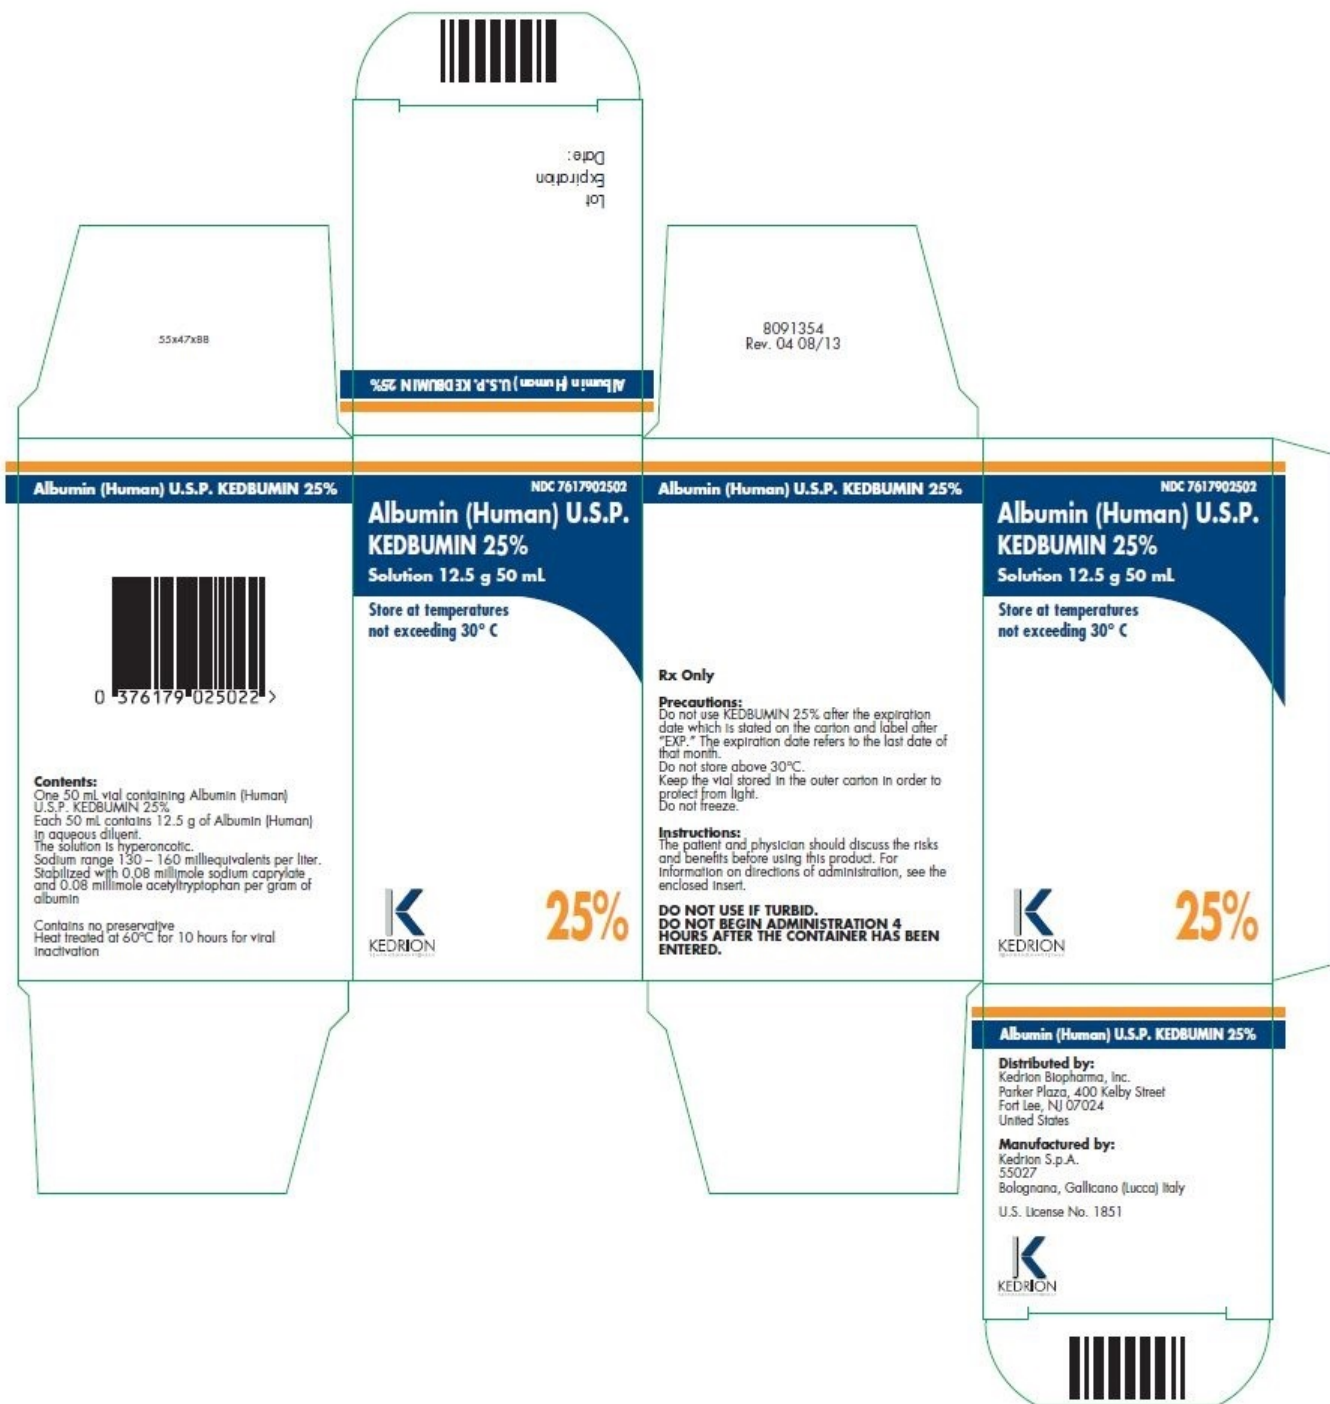 Lot
Expiration
Date:
55x47x88
8091354
Rev. 04 08/13
Albumin (Human) U.S.P. KEDBUMIN 25%
Albumin (Human) U.S.P. KEDBUMIN 25%
0 376179 025022 >
Contents:
One 50 mL vial containing Albumin (Human)
U.S.P. KEDBUMIN 25%
Each 50 mL contains 12.5 g of Albumin (Human)
in aqueous diluent.
The solution is hyperoncotic.
Sodium range 130 – 160 milliequivalents per liter.
Stabilized with 0.08 millimole sodium caprylate
and 0.08 millimole acetyltryptophan per gram of
albumin
Contains no preservative
Heat treated at 60°C for 10 hours for viral
inactivation
NDC 7617902502
Albumin (Human) U.S.P.
KEDBUMIN 25%
Solution 12.5 g 50 mL
Store at temperatures
not exceeding 30° C
KEDRION
25%
Albumin (Human) U.S.P. KEDBUMIN 25%
Rx Only
Precautions:
Do not use KEDBUMIN 25% after the expiration
date which is stated on the carton and label after
"EXP." The expiration date refers to the last date of
that month.
Do not store above 30°C.
Keep the vial stored in the outer carton in order to
protect from light.
Do not freeze.
Instructions:
The patient and physician should discuss the risks
and benefits before using this product. For
information on directions of administration, see the
enclosed insert.
DO NOT USE IF TURBID.
DO NOT BEGIN ADMINISTRATION 4
HOURS AFTER THE CONTAINER HAS BEEN
ENTERED.
NDC 7617902502
Albumin (Human) U.S.P.
KEDBUMIN 25%
Solution 12.5 g 50 mL
Store at temperatures
not exceeding 30° C
KEDRION
25%
Albumin (Human) U.S.P. KEDBUMIN 25%
Distributed by:
Kedrion Biopharma, Inc.
Parker Plaza, 400 Kelby Street
Fort Lee, NJ 07024
United States
Manufactured by:
Kedrion S.p.A.
55027
Bolognana, Gallicano (Lucca) Italy
U.S. License No. 1851
KEDRION